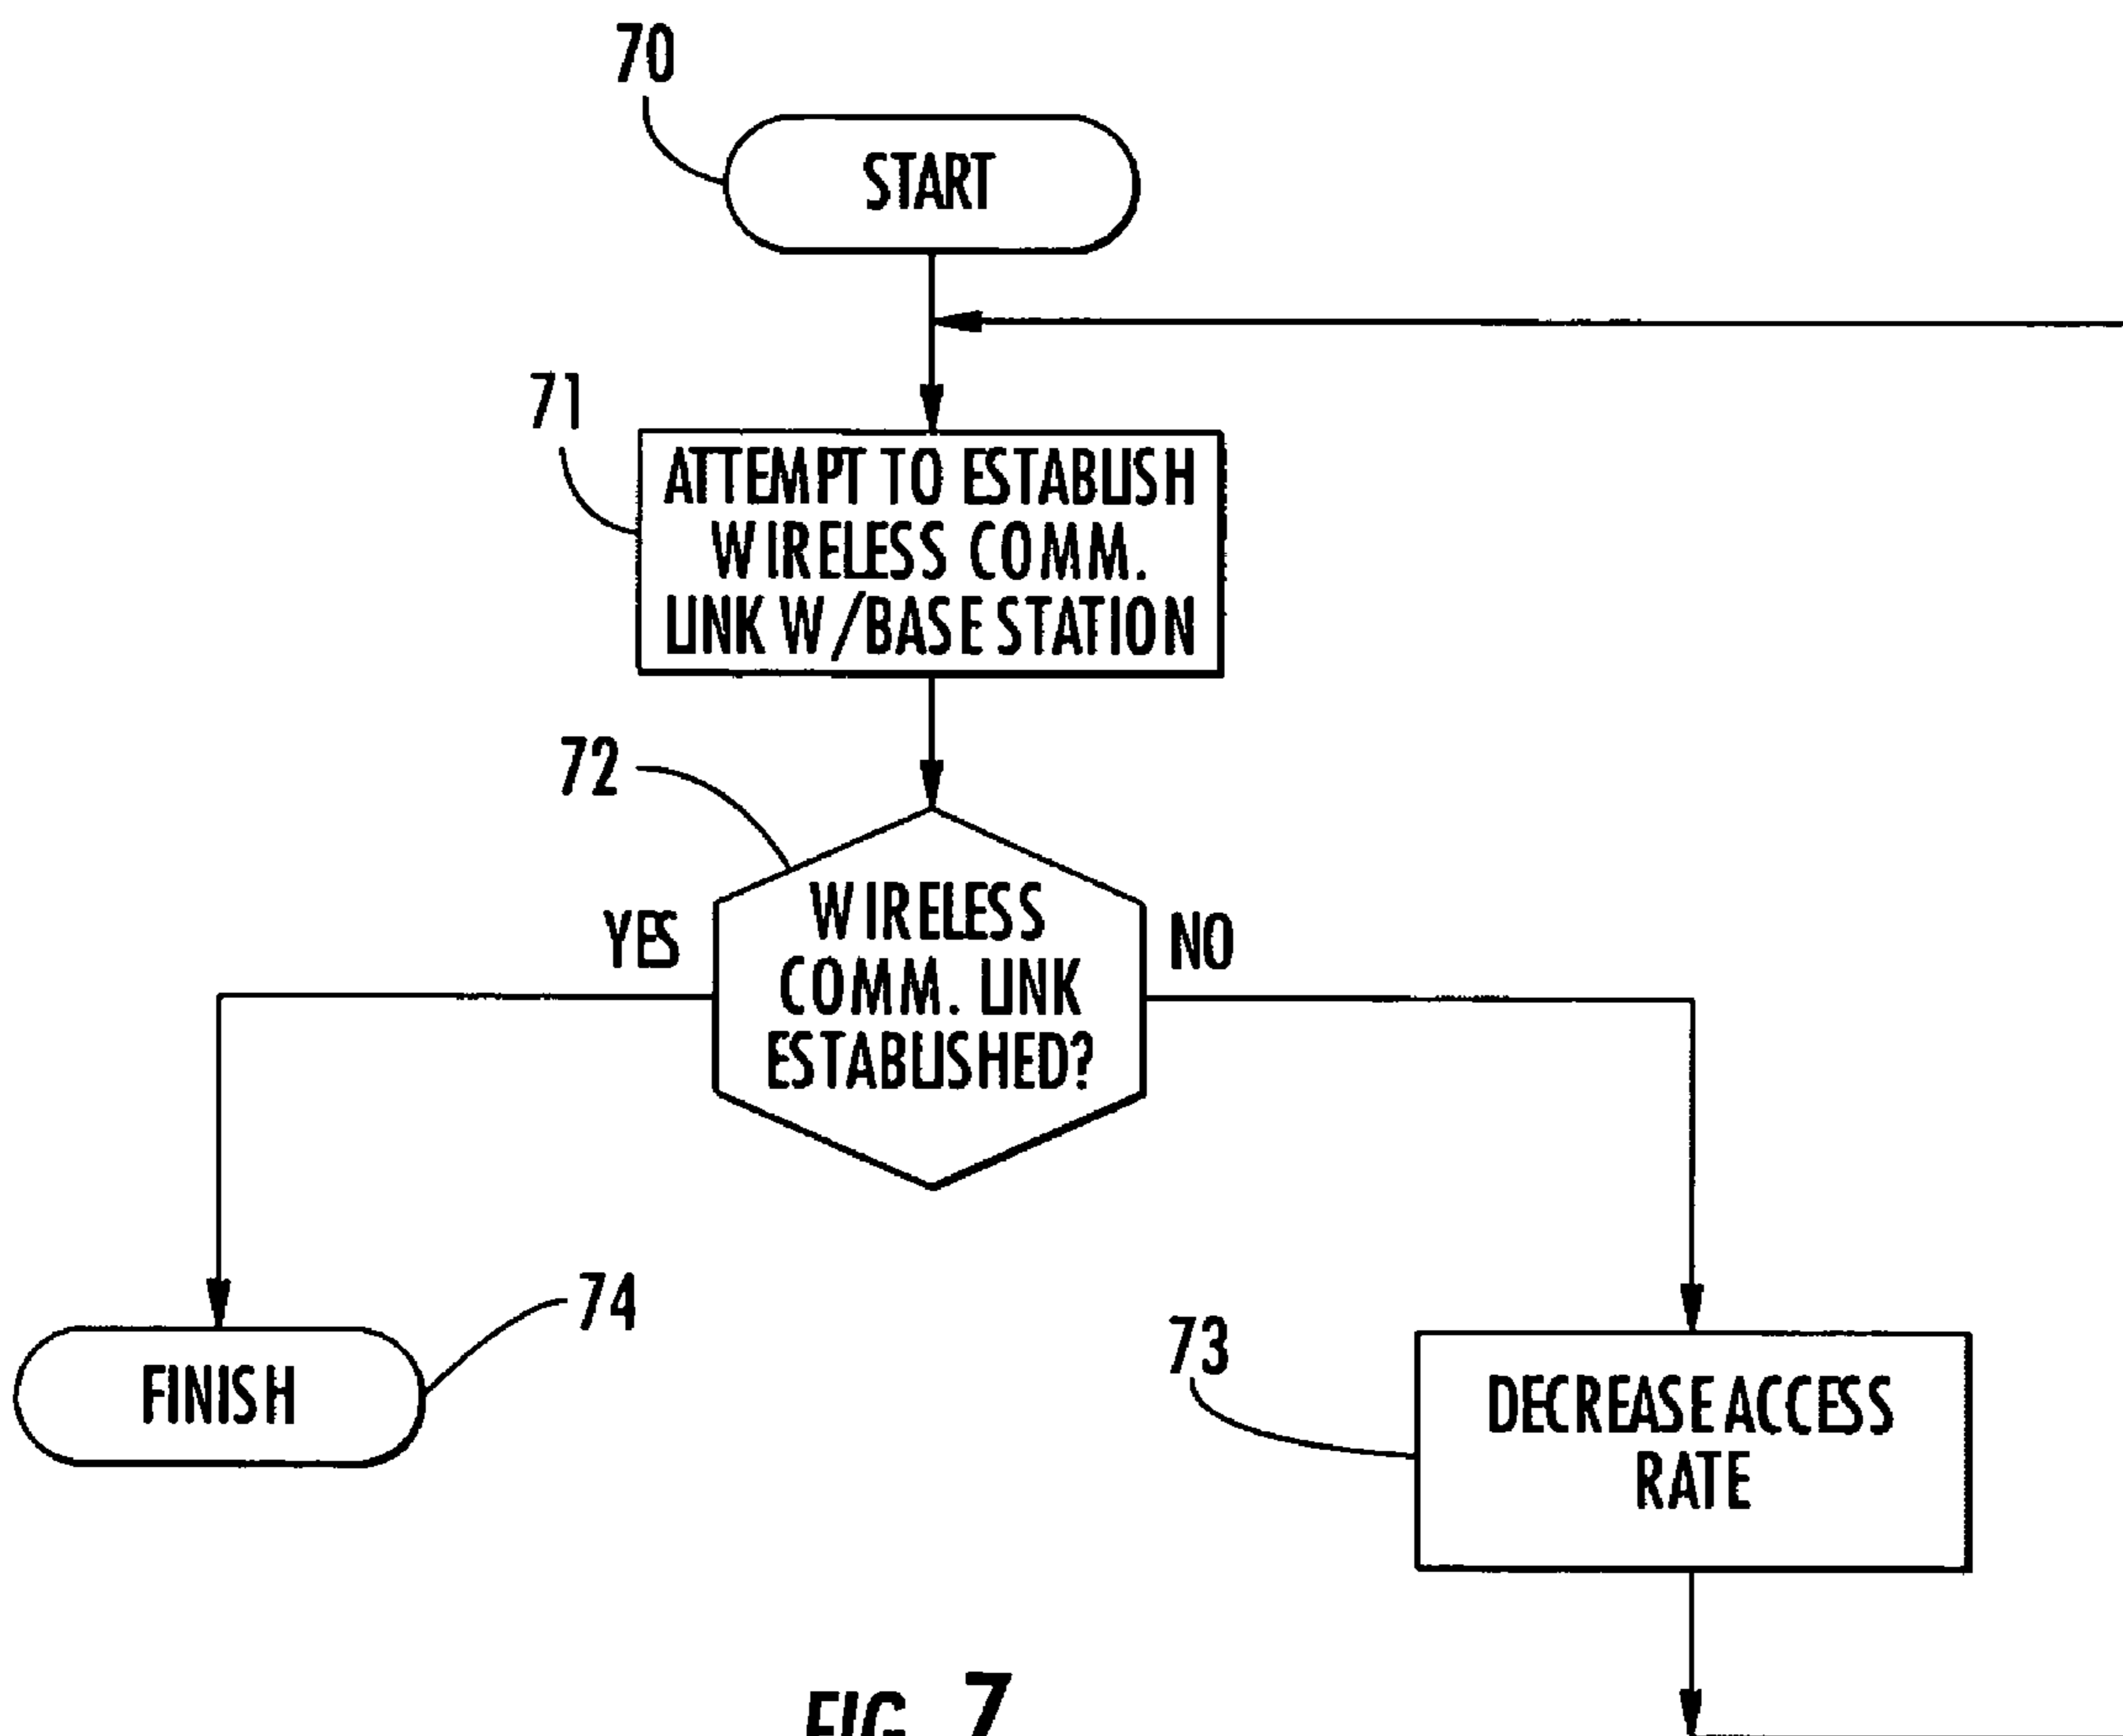 70
START
71
ATTEMPT TO ESTABLISH
WIRELESS COMM.
LINK W/BASE STATION
72
WIRELESS
COMM. LINK
ESTABLISHED?
YES
NO
74
FINISH
73
DECREASE ACCESS
RATE
FIG. 7